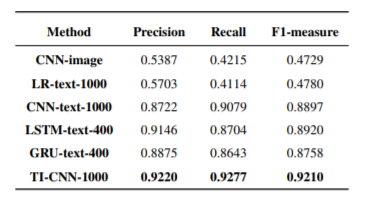 Method Precision Recall F1-measure
CNN-image 0.5387 0.4215 0.4729
LR-text-1000 0.5703 0.4114 0.4780
CNN-text-1000 0.8722 0.9079 0.8897
LSTM-text-400 0.9146 0.8704 0.8920
GRU-text-400 0.8875 0.8643 0.8758
TI-CNN-1000 0.9220 0.9277 0.9210